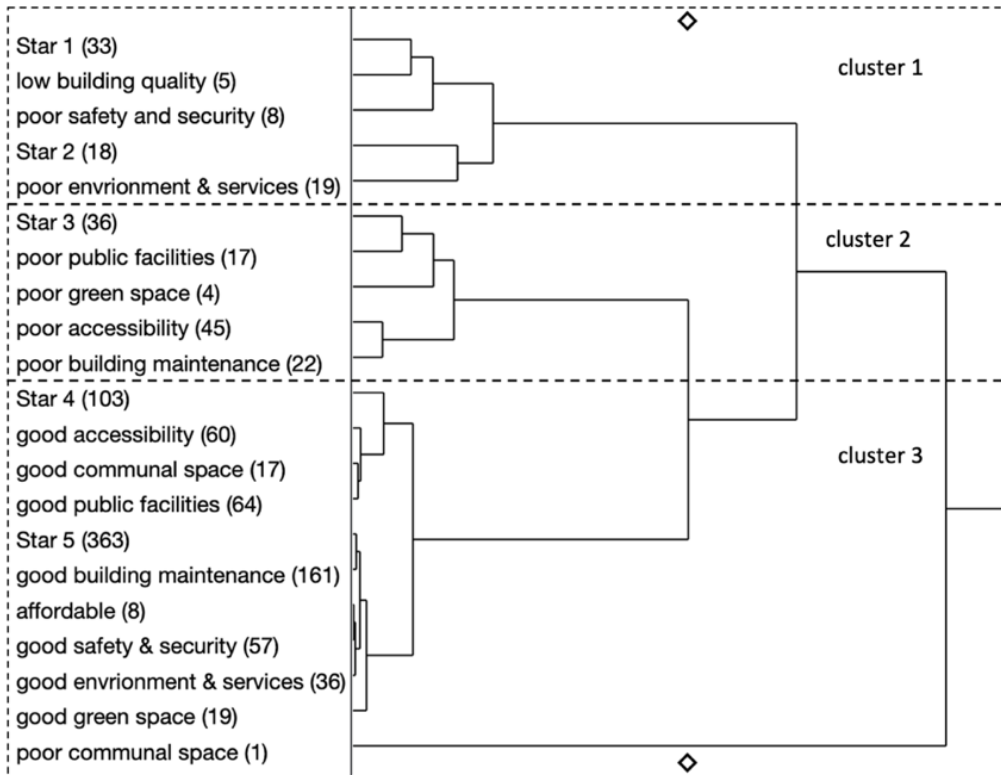 Star 1 (33)
cluster 1
low building quality (5)
poor safety and security (8)
Star 2 (18)
poor envrionment & services (19)
Star 3 (36)
cluster 2
poor public facilities (17)
poor green space (4)
poor accessibility (45)
poor building maintenance (22)
Star 4 (103)
good accessibility (60)
cluster 3
good communal space (17)
good public facilities (64)
Star 5 (363)
good building maintenance (161)
affordable (8)
good safety & security (57)
good envrionment & services (36)
good green space (19)
poor communal space (1)